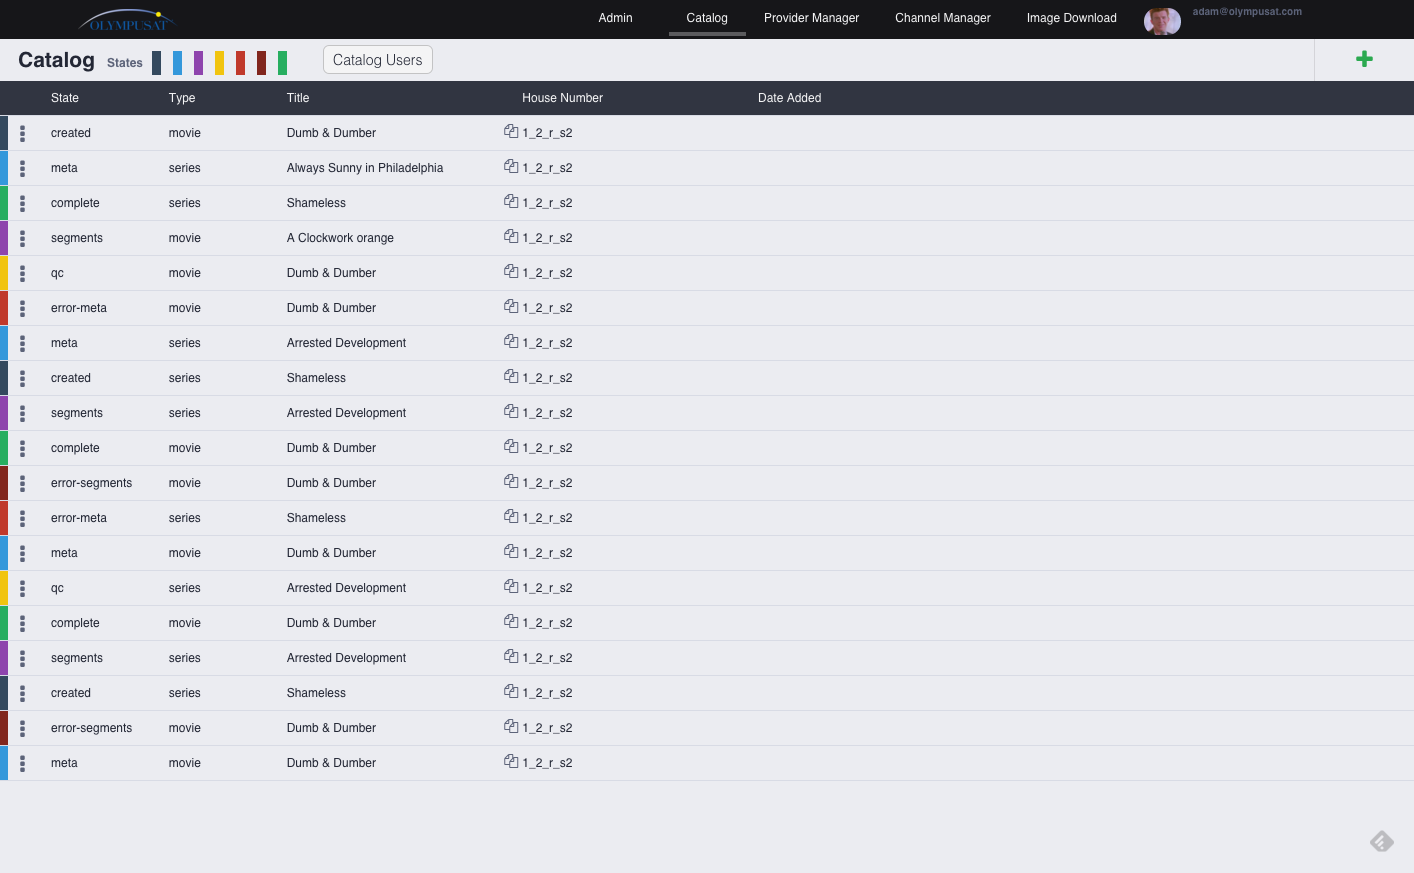 OLYMPUSAT
Admin Catalog Provider Manager Channel Manager Image Download adam@olympusat.com
Catalog States Catalog Users
State Type Title House Number Date Added
created movie Dumb & Dumber 1_2_r_s2
meta series Always Sunny in Philadelphia 1_2_r_s2
complete series Shameless 1_2_r_s2
segments movie A Clockwork orange 1_2_r_s2
qc movie Dumb & Dumber 1_2_r_s2
error-meta movie Dumb & Dumber 1_2_r_s2
meta series Arrested Development 1_2_r_s2
created series Shameless 1_2_r_s2
segments series Arrested Development 1_2_r_s2
complete movie Dumb & Dumber 1_2_r_s2
error-segments movie Dumb & Dumber 1_2_r_s2
error-meta series Shameless 1_2_r_s2
meta movie Dumb & Dumber 1_2_r_s2
qc series Arrested Development 1_2_r_s2
complete movie Dumb & Dumber 1_2_r_s2
segments series Arrested Development 1_2_r_s2
created series Shameless 1_2_r_s2
error-segments movie Dumb & Dumber 1_2_r_s2
meta movie Dumb & Dumber 1_2_r_s2